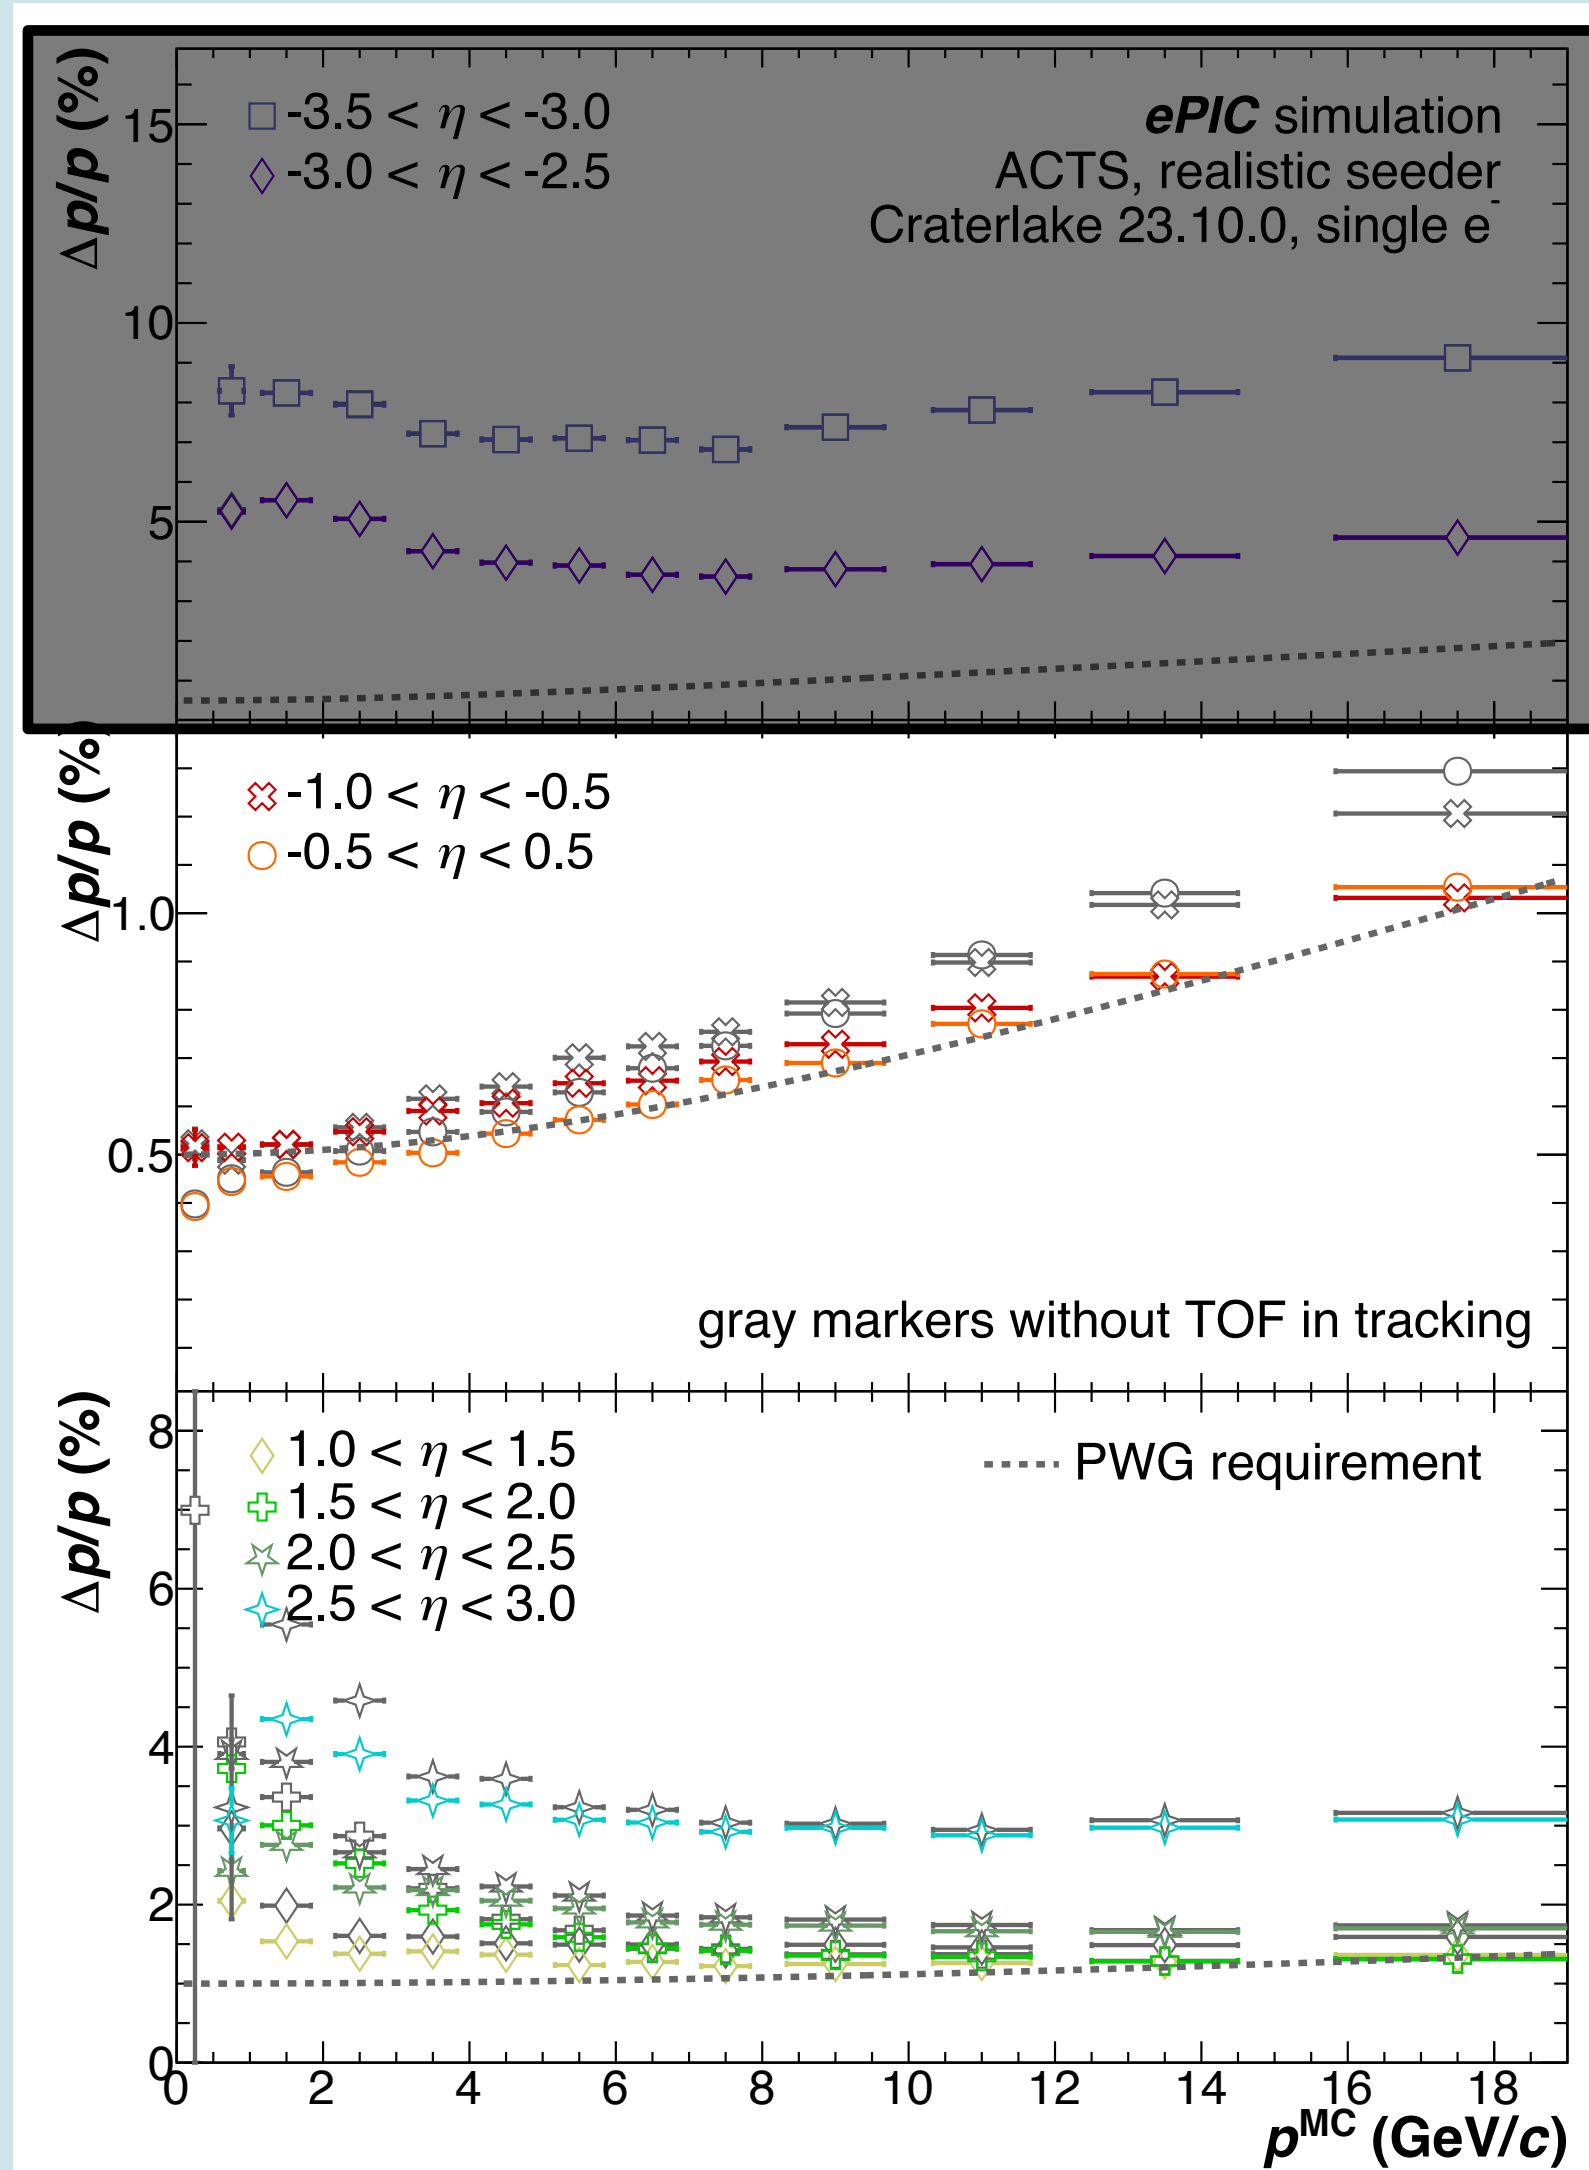 Δp/p (%)
15
10
5
-3.5 < η < -3.0
-3.0 < η < -2.5
ePIC simulation
ACTS, realistic seeder
Craterlake 23.10.0, single e-
Δp/p (%)
1.0
0.5
-1.0 < η < -0.5
-0.5 < η < 0.5
gray markers without TOF in tracking
Δp/p (%)
8
6
4
2
0
1.0 < η < 1.5
1.5 < η < 2.0
2.0 < η < 2.5
2.5 < η < 3.0
PWG requirement
0 2 4 6 8 10 12 14 16 18
p^MC (GeV/c)